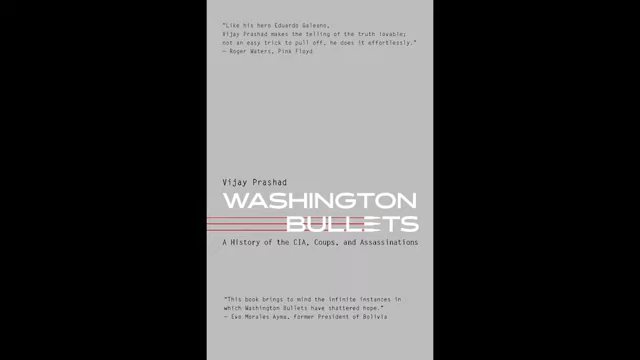 "Like his hero Eduardo Galeano,
Vijay Prashad makes the telling of the truth lovable;
not an easy trick to pull off, he does it effortlessly."
— Roger Waters, Pink Floyd
Vijay Prashad
WASHINGTON
BULLETS
A History of the CIA, Coups, and Assassinations
"This book brings to mind the infinite instances in
which Washington Bullets have shattered hope."
— Evo Morales Ayma, former President of Bolivia